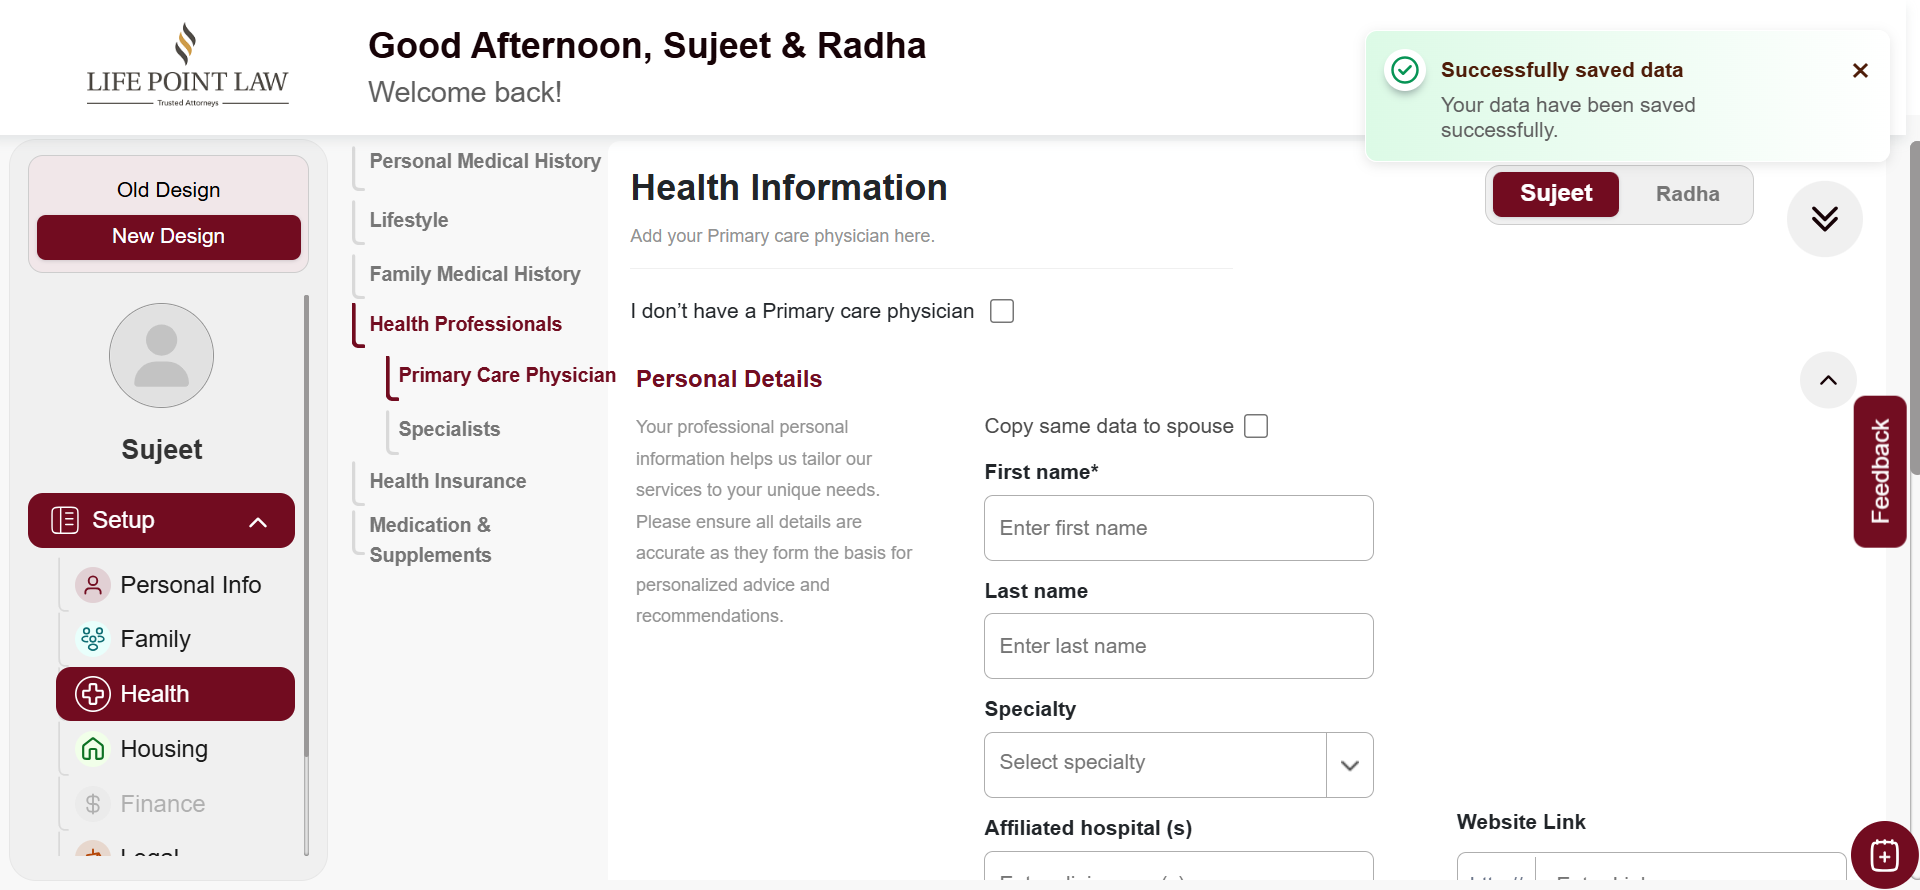 LIFE POINT LAW
Trusted Attorneys
Good Afternoon, Sujeet & Radha
Welcome back!
Successfully saved data
Your data have been saved
successfully.
Old Design
New Design
Sujeet
Setup
Personal Info
Family
Health
Housing
Finance
Legal
Personal Medical History
Lifestyle
Family Medical History
Health Professionals
Primary Care Physician
Specialists
Health Insurance
Medication &
Supplements
Health Information
Add your Primary care physician here.
Sujeet
Radha
I don’t have a Primary care physician
Personal Details
Your professional personal
information helps us tailor our
services to your unique needs.
Please ensure all details are
accurate as they form the basis for
personalized advice and
recommendations.
Copy same data to spouse
First name*
Enter first name
Last name
Enter last name
Specialty
Select specialty
Affiliated hospital (s)
Website Link
Feedback